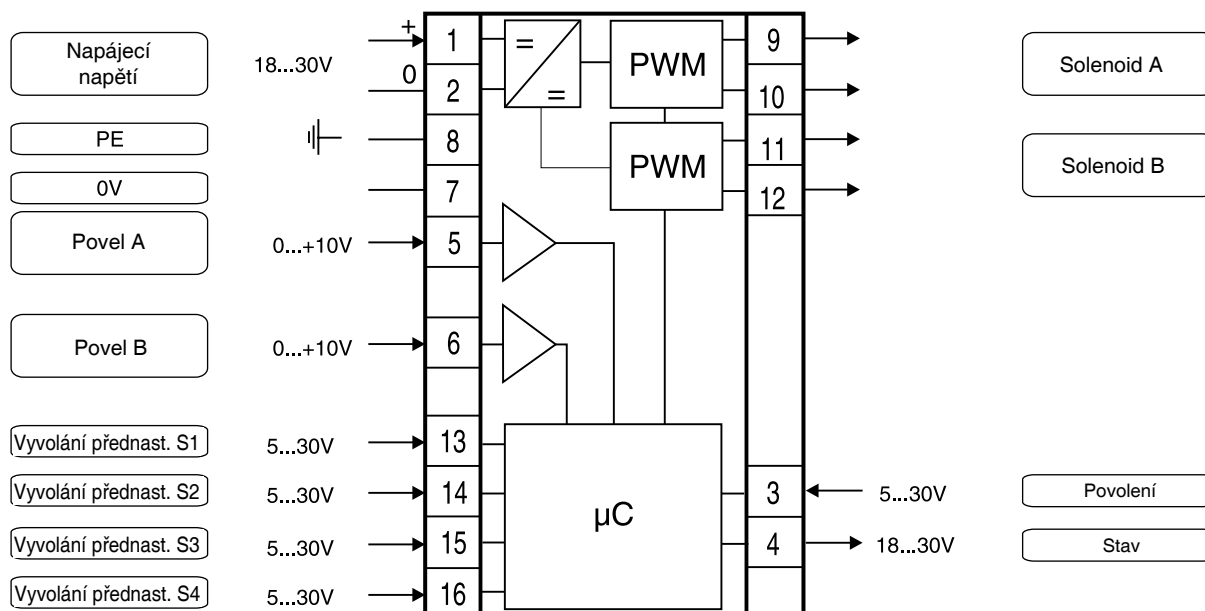 Napájecí
napětí
18...30V
+
0
1
2
=
=
PWM
9
10
Solenoid A
PE
8
PWM
11
12
Solenoid B
0V
7
Povel A
0...+10V
5
Povel B
0...+10V
6
Vyvolání přednast. S1
5...30V
13
Vyvolání přednast. S2
5...30V
14
µC
3
5...30V
Povolení
Vyvolání přednast. S3
5...30V
15
4
18...30V
Stav
Vyvolání přednast. S4
5...30V
16